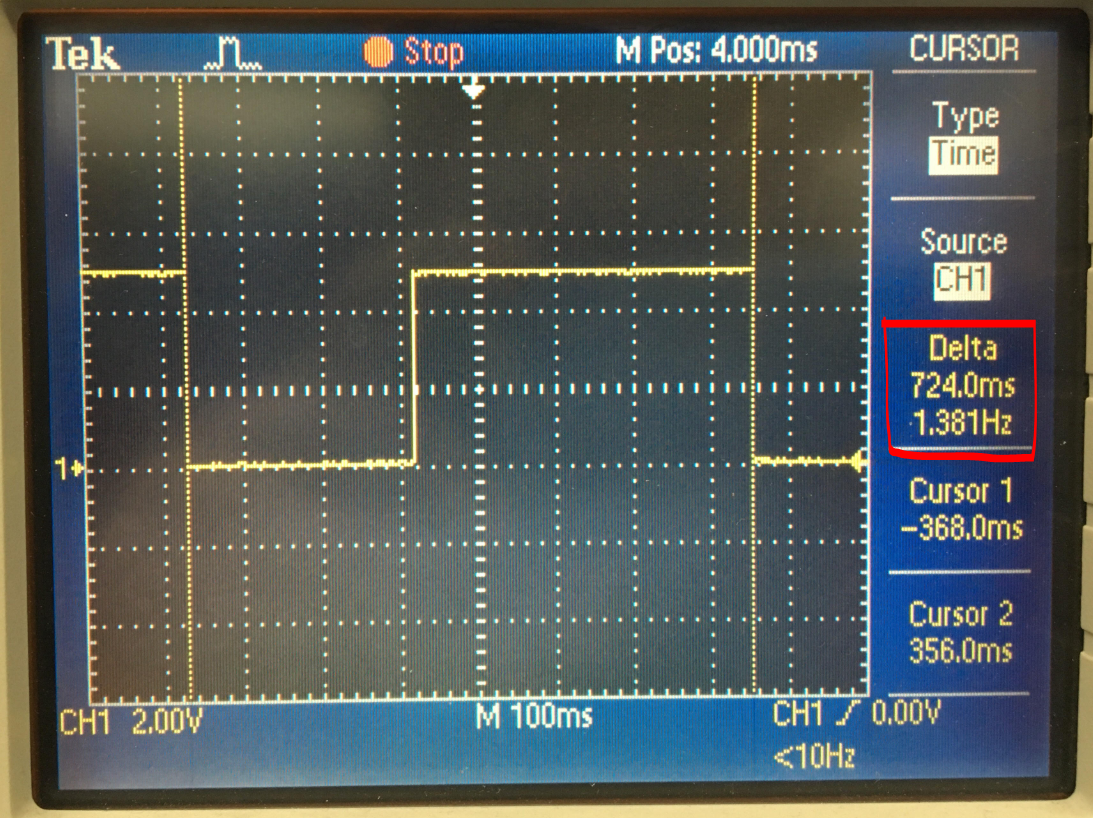 Tek Stop M Pos: 4.000ms CURSOR
Type
Time
Source
CH1
Delta
724.0ms
1.381Hz
1
Cursor 1
-368.0ms
Cursor 2
356.0ms
CH1 2.00V M 100ms CH1 0.00V
<10Hz